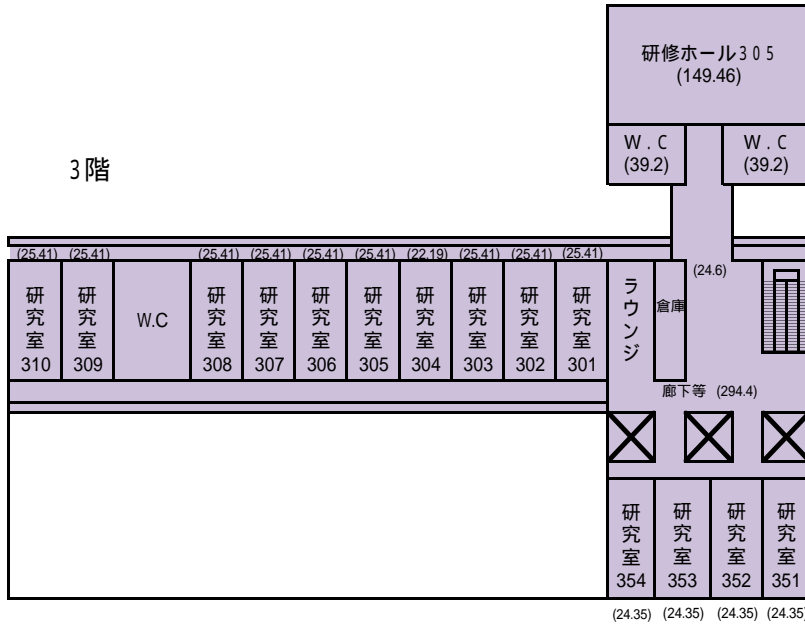 研修ホール305
(149.46)
W.C
(39.2)
W.C
(39.2)
3階
(25.41) (25.41) (25.41) (25.41) (25.41) (25.41) (22.19) (25.41) (25.41) (25.41)
(24.6)
研究室
310
研究室
309
W.C
研究室
308
研究室
307
研究室
306
研究室
305
研究室
304
研究室
303
研究室
302
研究室
301
ラウンジ
倉庫
廊下等 (294.4)
研究室
354
研究室
353
研究室
352
研究室
351
(24.35) (24.35) (24.35) (24.35)